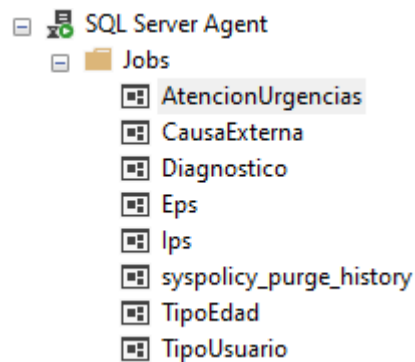 SQL Server Agent
Jobs
AtencionUrgencias
CausaExterna
Diagnostico
Eps
Ips
syspolicy_purge_history
TipoEdad
TipoUsuario